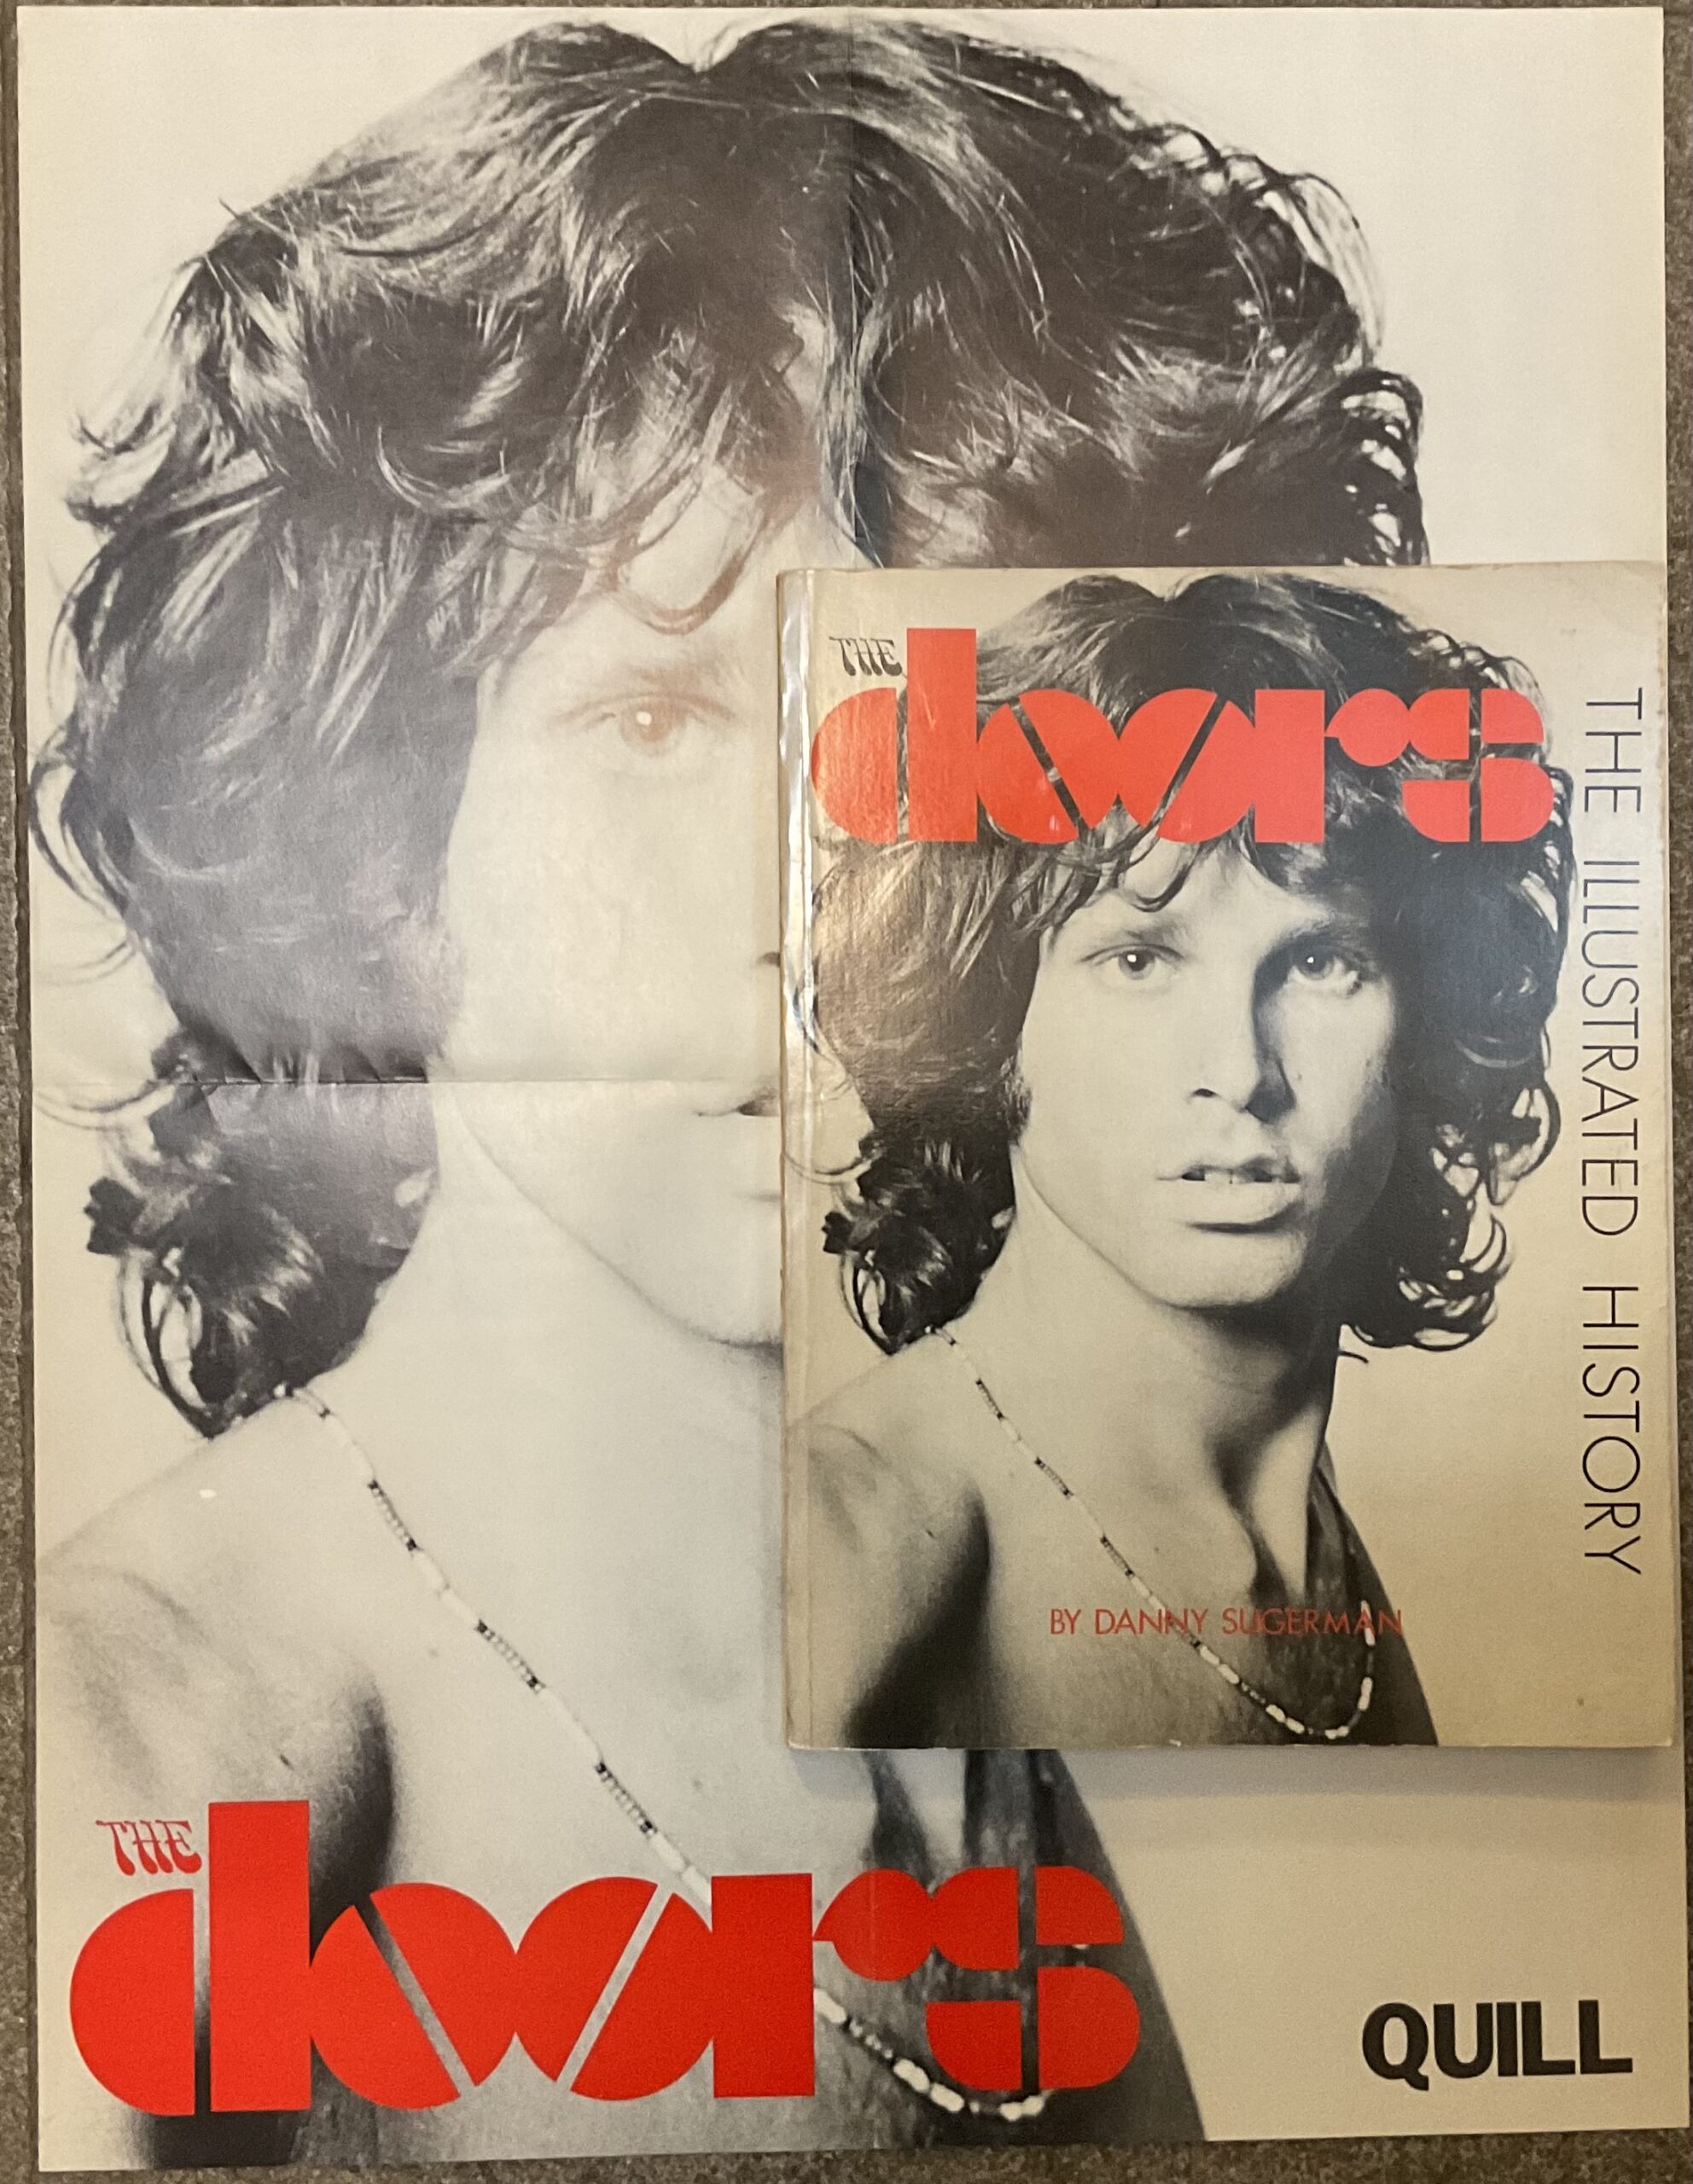 THE
doors
THE ILLUSTRATED HISTORY
BY DANNY SUGERMAN
THE
doors
QUILL